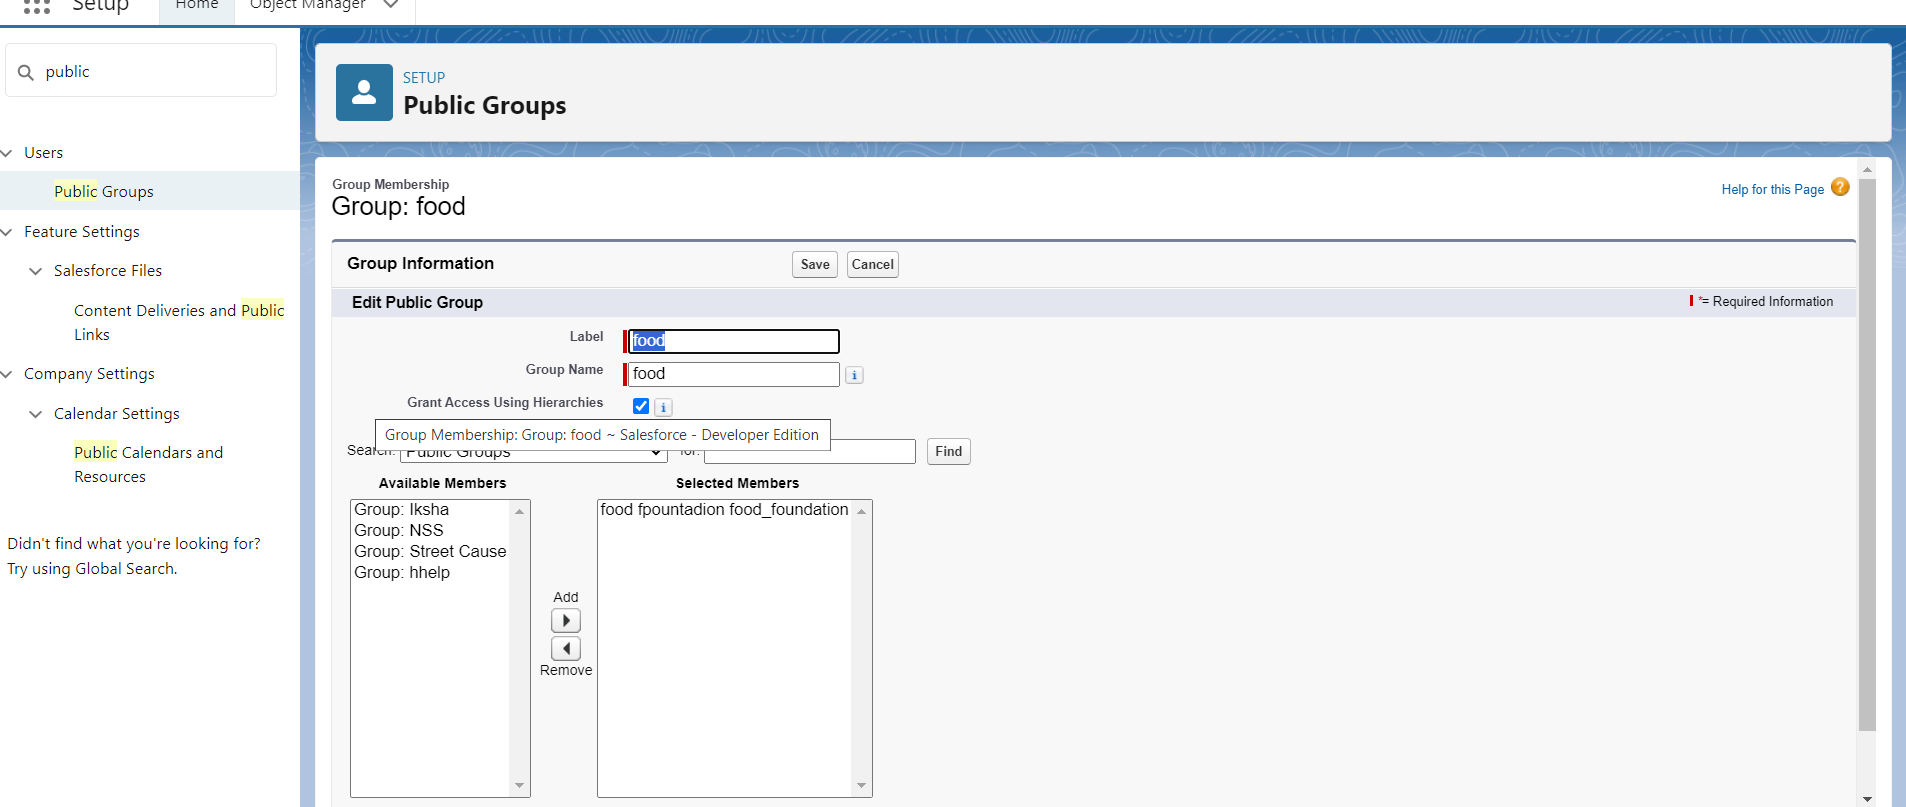 Setup
Home
Object Manager
public
Users
Public Groups
Feature Settings
Salesforce Files
Content Deliveries and Public
Links
Company Settings
Calendar Settings
Public Calendars and
Resources
Didn't find what you're looking for?
Try using Global Search.
SETUP
Public Groups
Group Membership
Group: food
Help for this Page ?
Group Information
Save
Cancel
Edit Public Group
*= Required Information
Label
food
Group Name
food
i
Grant Access Using Hierarchies
i
Group Membership: Group: food ~ Salesforce - Developer Edition
Search:
Public Groups
for:
Find
Available Members
Selected Members
Group: Iksha
Group: NSS
Group: Street Cause
Group: hhelp
Add
Remove
food fpountadion food_foundation